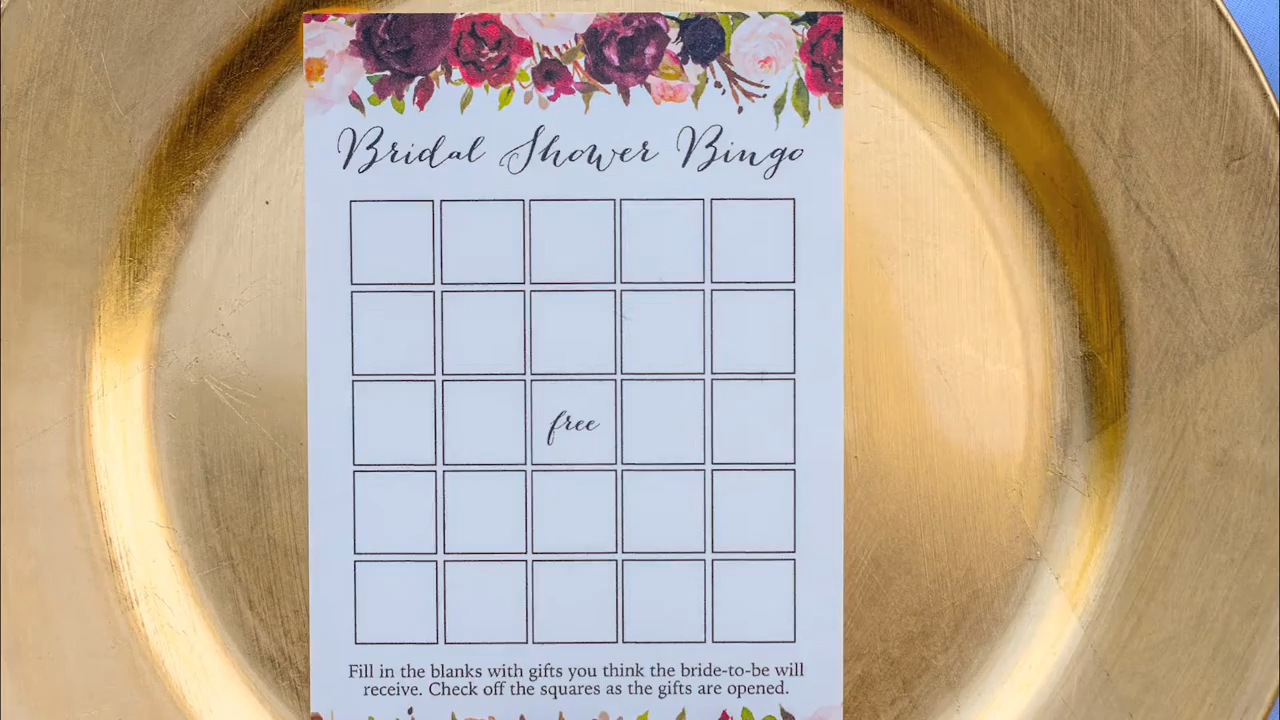 Bridal Shower Bingo
free
Fill in the blanks with gifts you think the bride-to-be will
receive. Check off the squares as the gifts are opened.